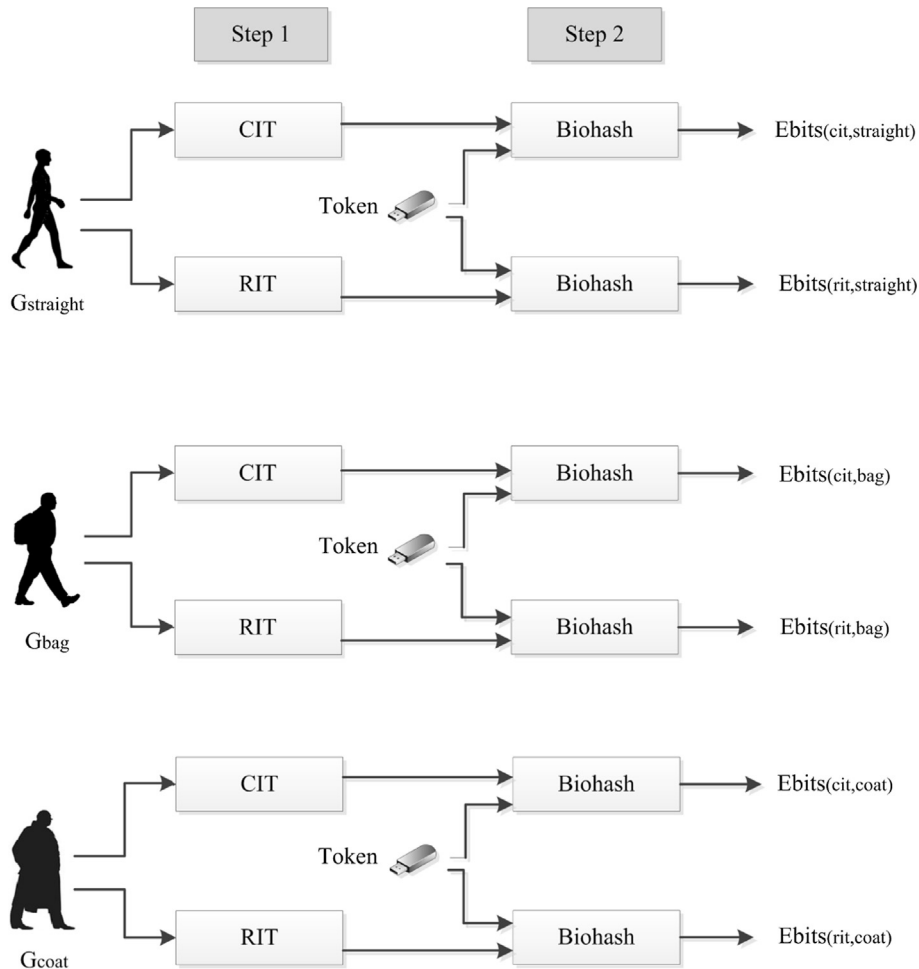 Step 1
Step 2
CIT
Biohash
Ebits(cit,straight)
Token
Gstraight
RIT
Biohash
Ebits(rit,straight)
CIT
Biohash
Ebits(cit,bag)
Token
Gbag
RIT
Biohash
Ebits(rit,bag)
CIT
Biohash
Ebits(cit,coat)
Token
Gcoat
RIT
Biohash
Ebits(rit,coat)